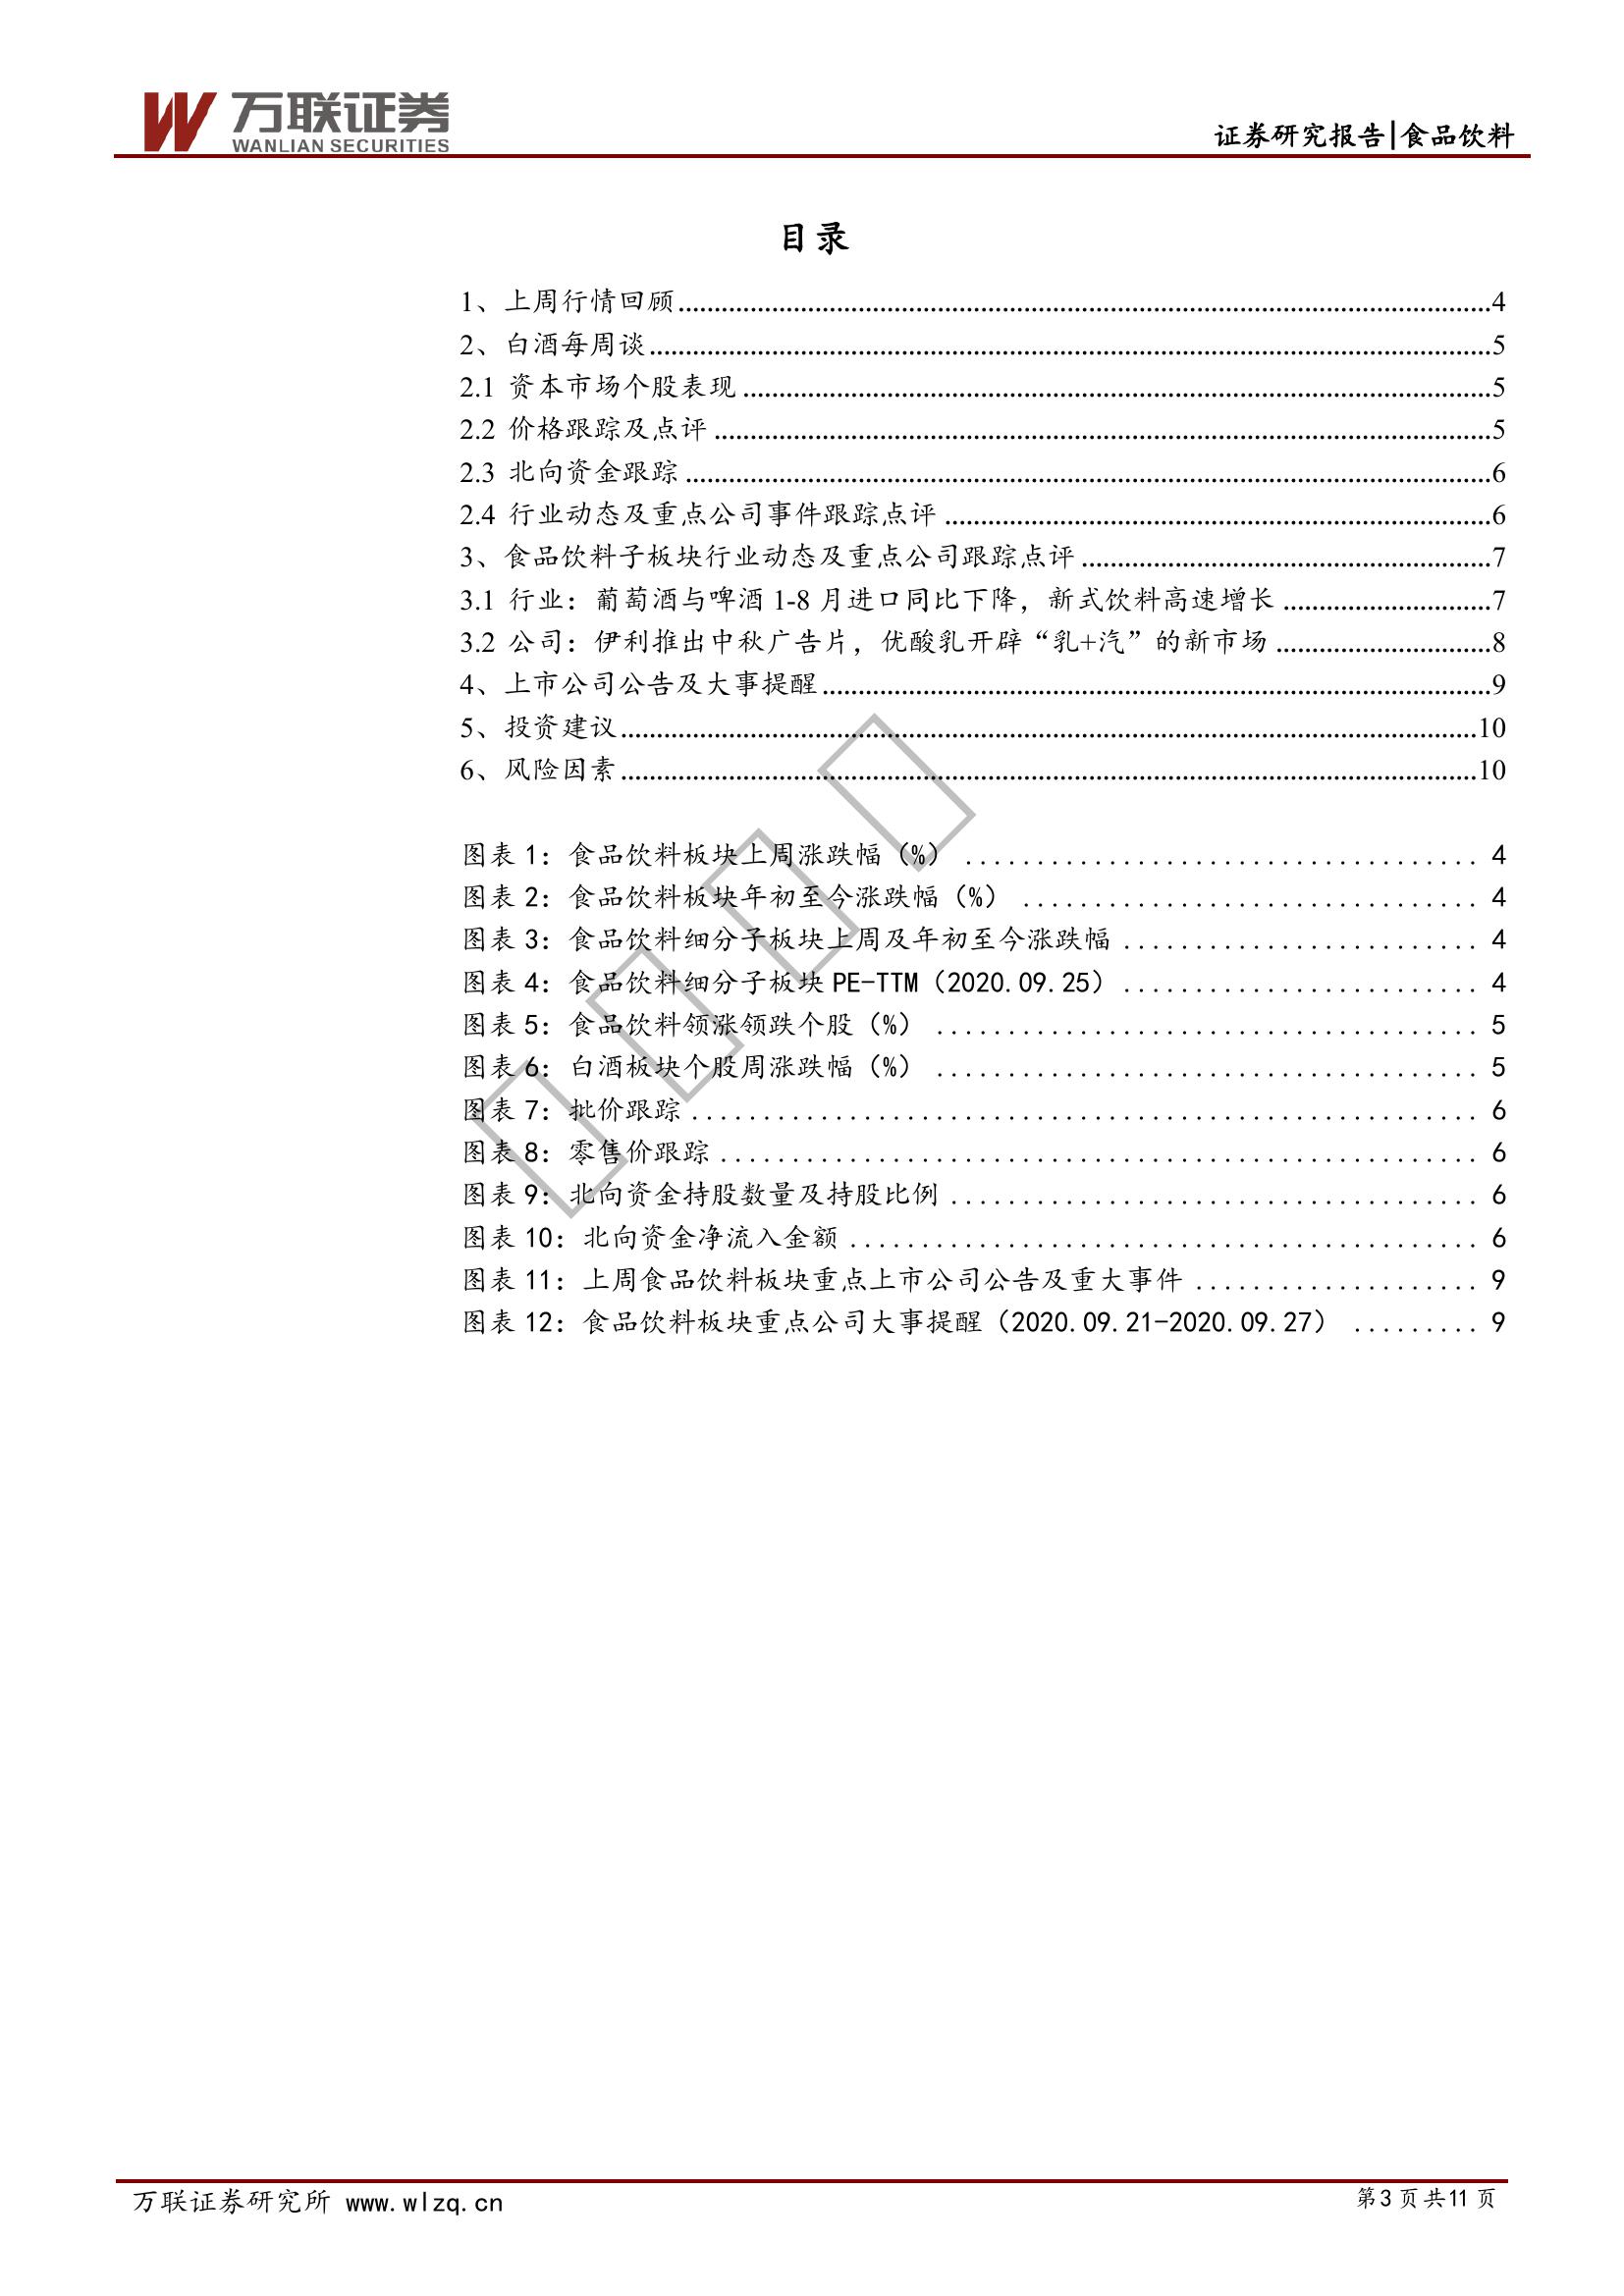 万联证券
WANLIAN SECURITIES
证券研究报告|食品饮料
目录
1、上周行情回顾........................................4
2、白酒每周谈........................................5
2.1 资本市场个股表现........................................5
2.2 价格跟踪及点评........................................5
2.3 北向资金跟踪........................................6
2.4 行业动态及重点公司事件跟踪点评........................................6
3、食品饮料子板块行业动态及重点公司跟踪点评........................................7
3.1 行业：葡萄酒与啤酒 1-8 月进口同比下降，新式饮料高速增长........................................7
3.2 公司：伊利推出中秋广告片，优酸乳开辟“乳+汽”的新市场........................................8
4、上市公司公告及大事提醒........................................9
5、投资建议........................................10
6、风险因素........................................10
图表 1：食品饮料板块上周涨跌幅（%） .............................. 4
图表 2：食品饮料板块年初至今涨跌幅（%） .............................. 4
图表 3：食品饮料细分子板块上周及年初至今涨跌幅 .............................. 4
图表 4：食品饮料细分子板块 PE-TTM（2020.09.25） .............................. 4
图表 5：食品饮料领涨领跌个股（%） .............................. 5
图表 6：白酒板块个股周涨跌幅（%） .............................. 5
图表 7：批价跟踪 .............................. 6
图表 8：零售价跟踪 .............................. 6
图表 9：北向资金持股数量及持股比例 .............................. 6
图表 10：北向资金净流入金额 .............................. 6
图表 11：上周食品饮料板块重点上市公司公告及重大事件 .................... 9
图表 12：食品饮料板块重点公司大事提醒（2020.09.21-2020.09.27） ......... 9
万联证券研究所 www.wlzq.cn
第 3 页 共 11 页